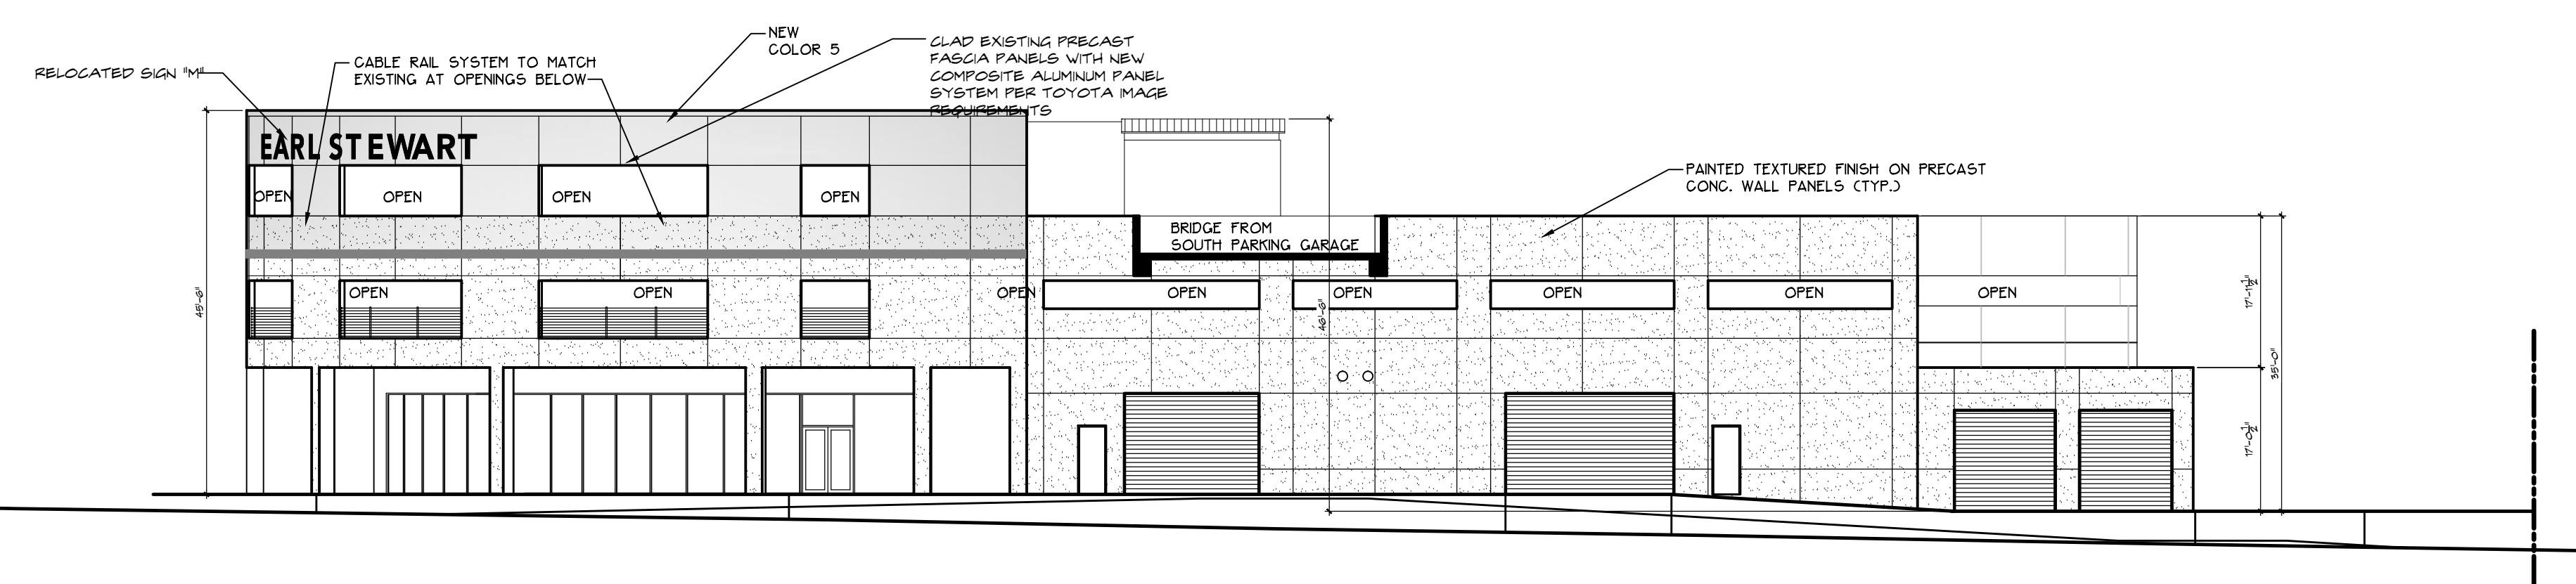 NEW
COLOR 5
CLAD EXISTING PRECAST
FASCIA PANELS WITH NEW
COMPOSITE ALUMINUM PANEL
SYSTEM PER TOYOTA IMAGE
REQUIREMENTS
CABLE RAIL SYSTEM TO MATCH
EXISTING AT OPENINGS BELOW
RELOCATED SIGN "M"
EARL STEWART
PAINTED TEXTURED FINISH ON PRECAST
CONC. WALL PANELS (TYP.)
OPEN
OPEN
OPEN
OPEN
BRIDGE FROM
SOUTH PARKING GARAGE
OPEN
OPEN
OPEN
OPEN
OPEN
OPEN
OPEN
OPEN
45'-6"
46'-6"
17'-11½"
35'-0"
17'-0½"